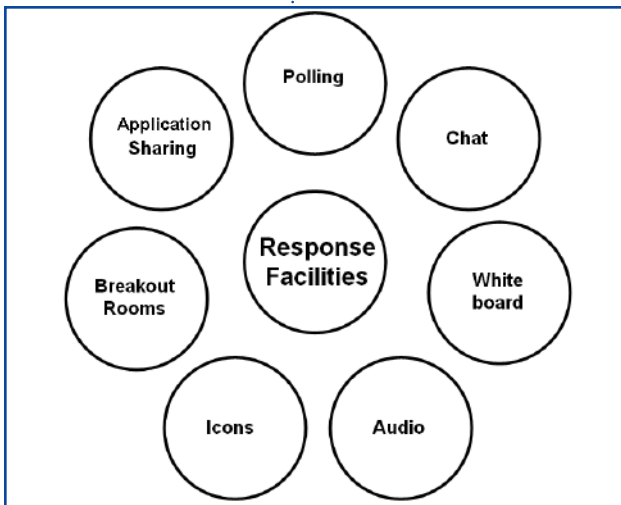 Polling
Application
Sharing
Chat
Response
Facilities
Breakout
Rooms
White
board
Icons
Audio